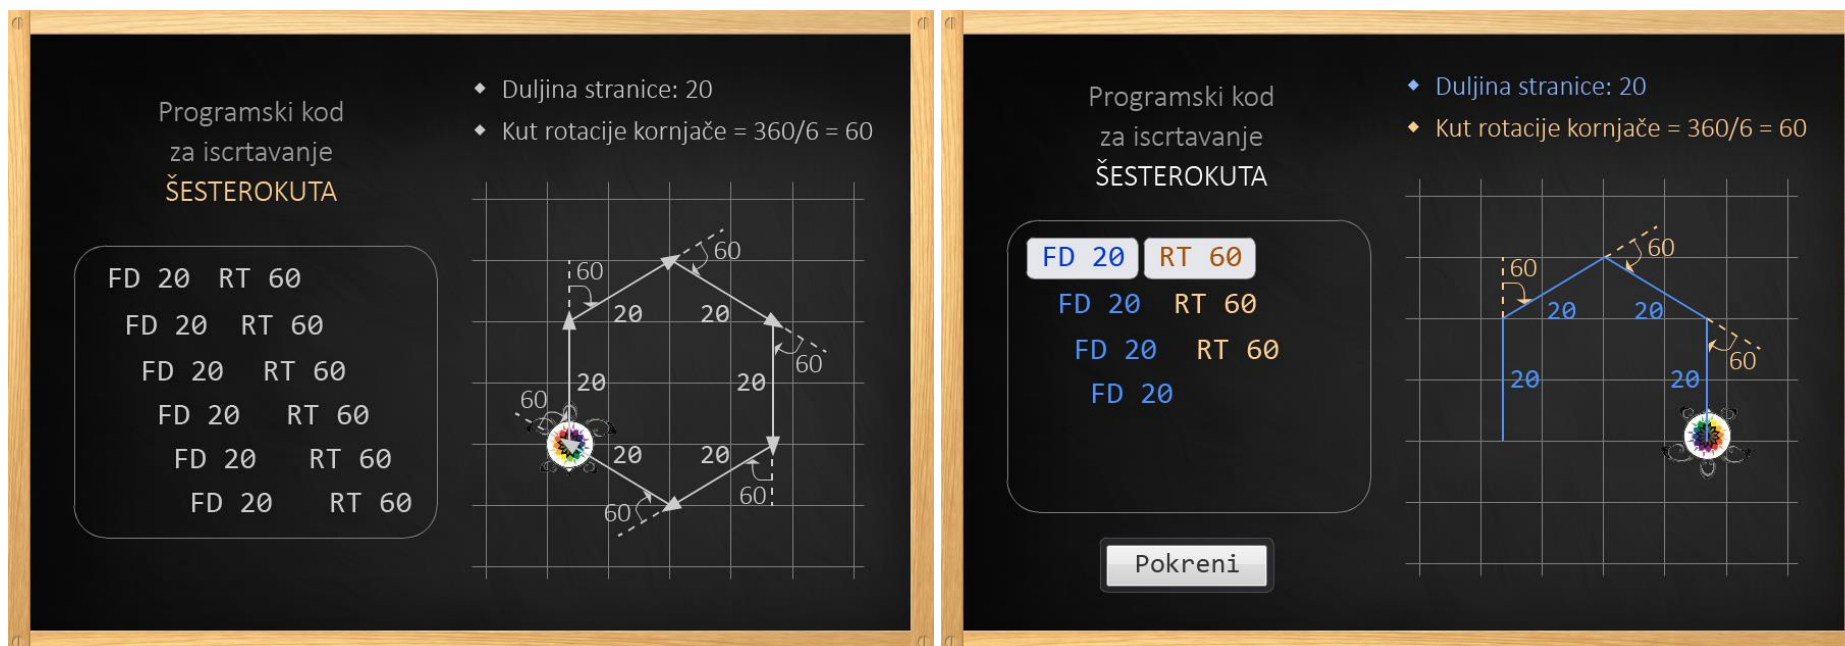 Programski kod
za iscrtavanje
ŠESTEROKUTA
FD 20 RT 60
FD 20 RT 60
FD 20 RT 60
FD 20 RT 60
FD 20 RT 60
FD 20 RT 60
Duljina stranice: 20
Kut rotacije kornjače = 360/6 = 60
60
60
20 20
60
20 20
60
20 20
60
60
Programski kod
za iscrtavanje
ŠESTEROKUTA
FD 20 RT 60
FD 20 RT 60
FD 20 RT 60
FD 20
Pokreni
Duljina stranice: 20
Kut rotacije kornjače = 360/6 = 60
60
60
20 20
60
20 20